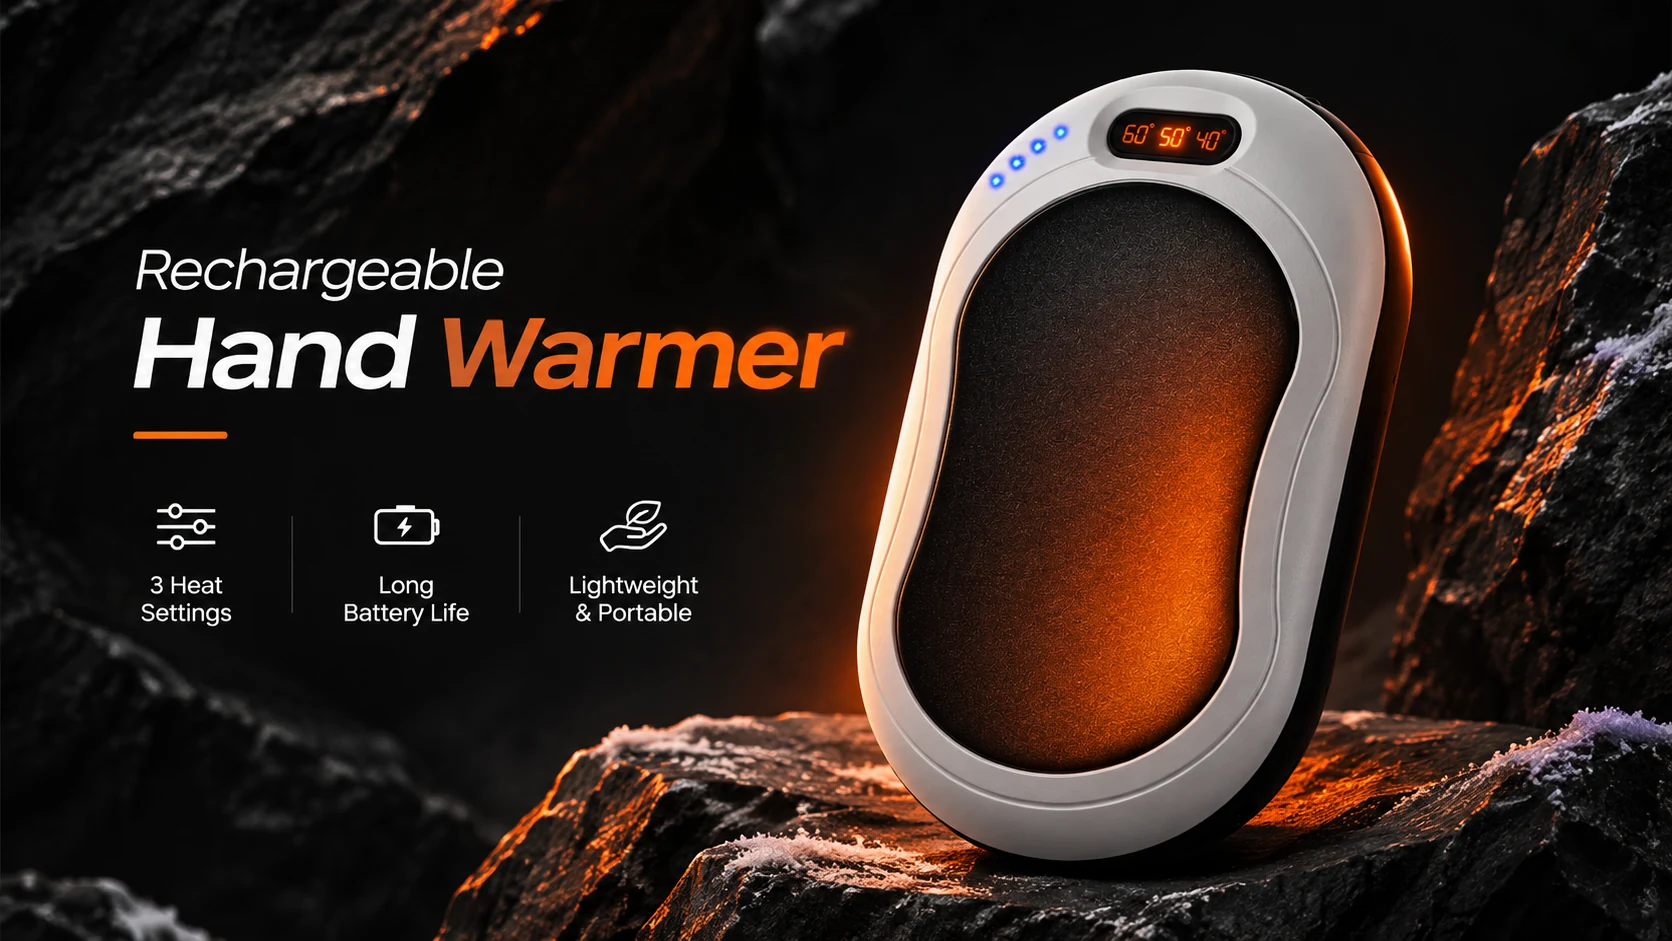 Rechargeable
Hand Warmer
3 Heat
Settings
Long
Battery Life
Lightweight
& Portable
60° 50° 40°